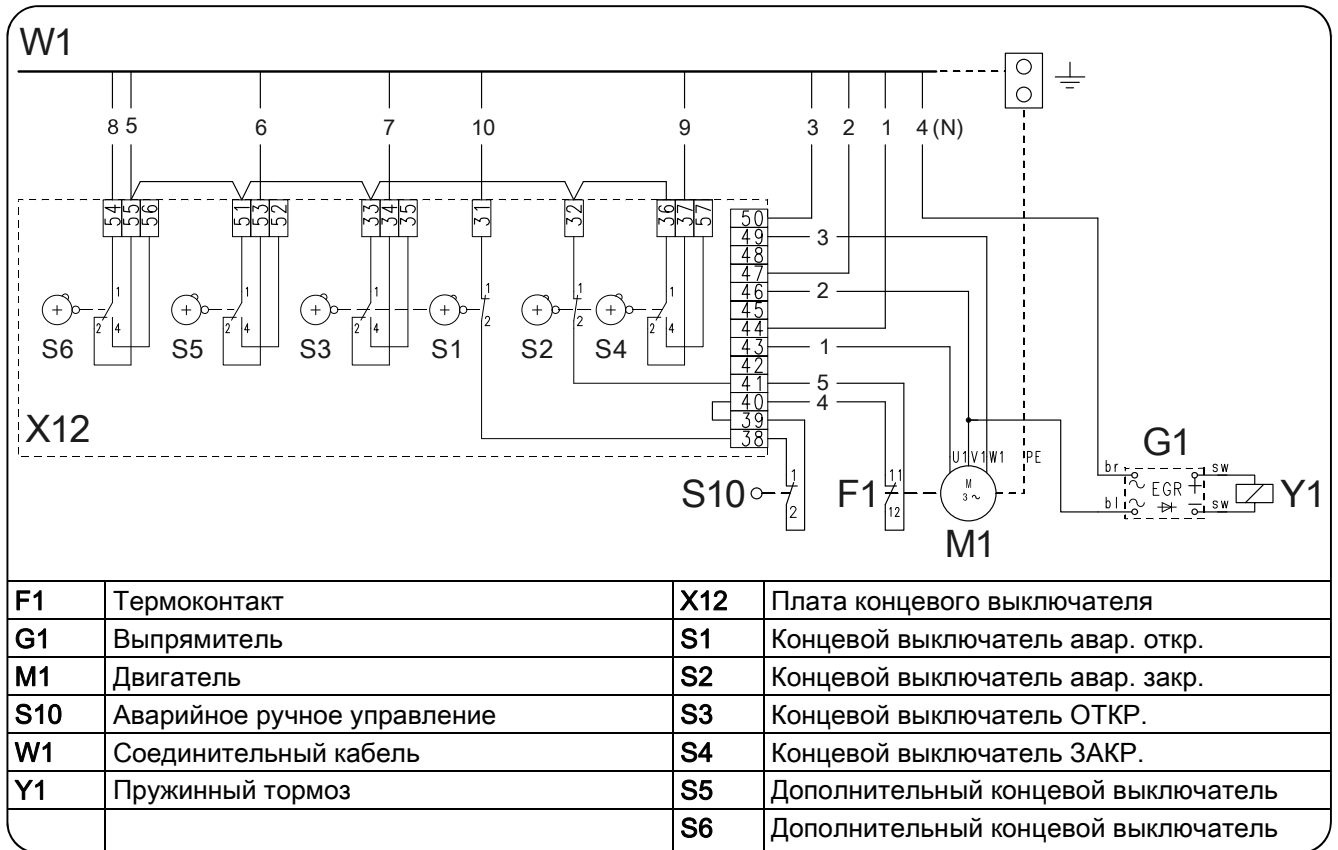 W1
8 5 6 7 10 9 3 2 1 4 (N)
54 55 56 51 53 52 33 34 35 31 32 36 37 57
50
49 3
48
47
46 2
45
44
43 1
42
41 5
40 4
39
38
1 1 1 1 1 1
2 4 2 4 2 4 2 2 2 4
S6 S5 S3 S1 S2 S4
X12
U1 V1 W1 PE
G1
S10 1 2
F1 11 12
M 3 ~
M1
br bl EGR + − sw sw
Y1
F1 Термоконтакт X12 Плата концевого выключателя
G1 Выпрямитель S1 Концевой выключатель авар. откр.
M1 Двигатель S2 Концевой выключатель авар. закр.
S10 Аварийное ручное управление S3 Концевой выключатель ОТКР.
W1 Соединительный кабель S4 Концевой выключатель ЗАКР.
Y1 Пружинный тормоз S5 Дополнительный концевой выключатель
S6 Дополнительный концевой выключатель